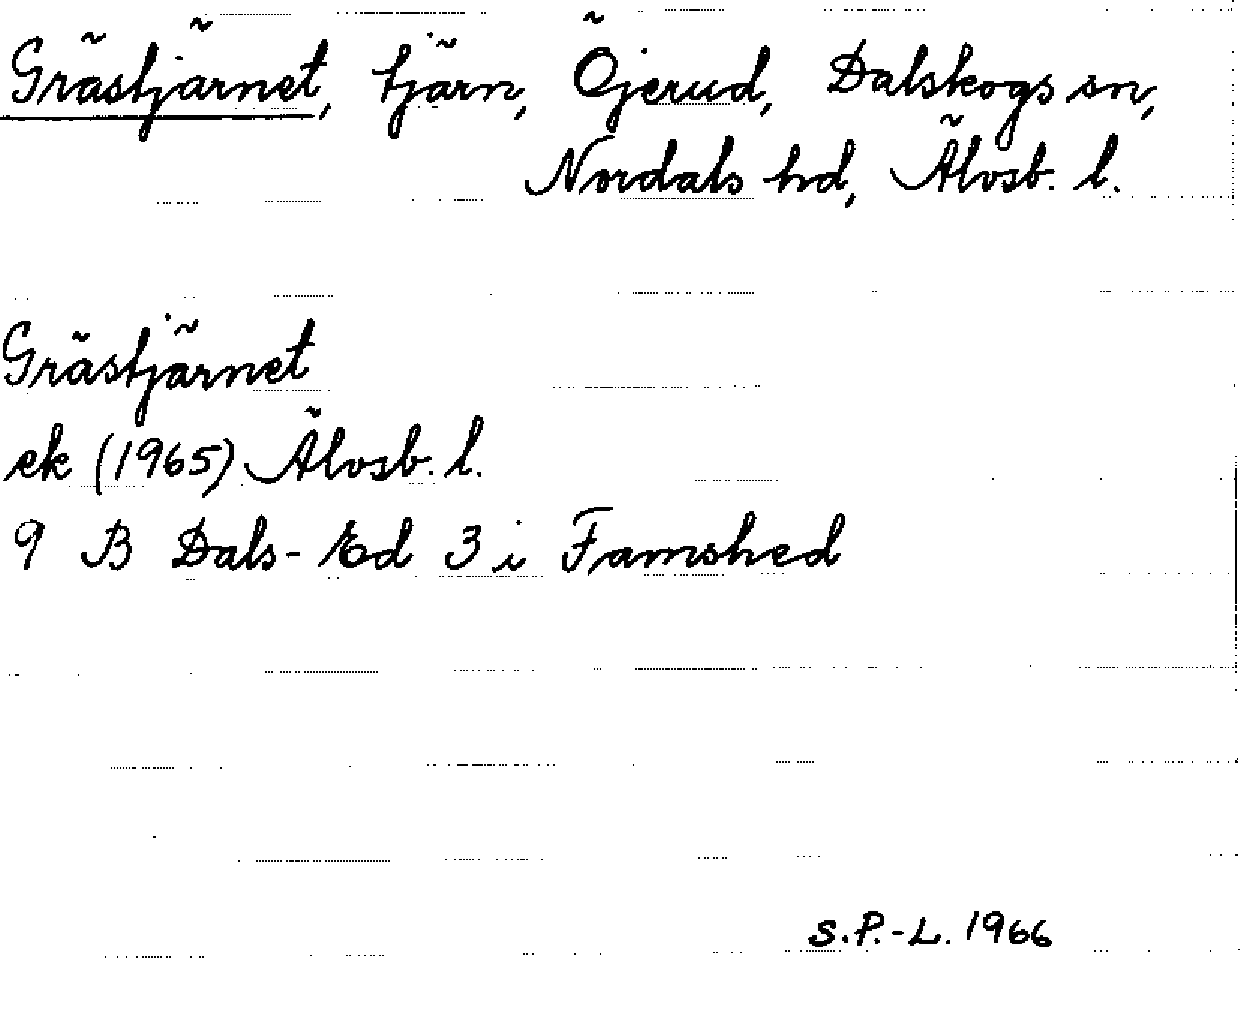 Grästjärnet, tjärn, Öjerud, Dalskogs sn,
Nordals hd, Älvsb. l.
Grästjärnet
ek (1965) Älvsb. l.
9 B Dals-Ed 3 i Famshed
S.P.-L. 1966